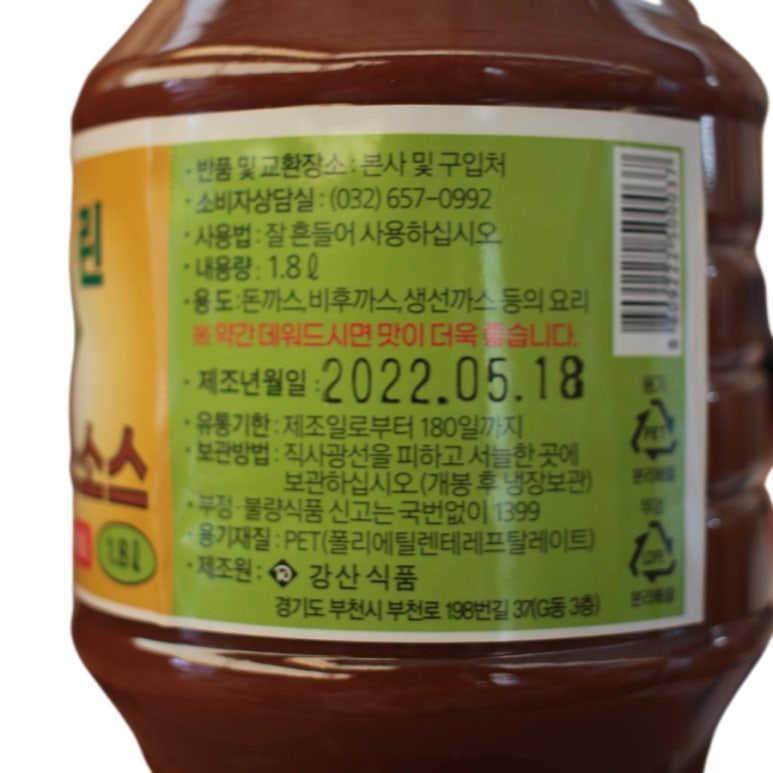 린
소스
1.8ℓ
· 반품 및 교환장소 : 본사 및 구입처
· 소비자상담실 : (032) 657-0992
· 사용법 : 잘 흔들어 사용하십시오
· 내용량 : 1.8ℓ
· 용 도 : 돈까스, 비후까스, 생선까스 등의 요리
※ 약간 데워드시면 맛이 더욱 좋습니다.
· 제조년월일 : 2022.05.18
· 유통기한 : 제조일로부터 180일까지
· 보관방법 : 직사광선을 피하고 서늘한 곳에
보관하십시오 (개봉 후 냉장보관)
· 부정·불량식품 신고는 국번없이 1399
· 용기재질 : PET(폴리에틸렌테레프탈레이트)
· 제조원 : 강산식품
경기도 부천시 부천로 198번길 37(G동 3층)
용기
PET
분리배출
뚜껑
LDPE
분리배출